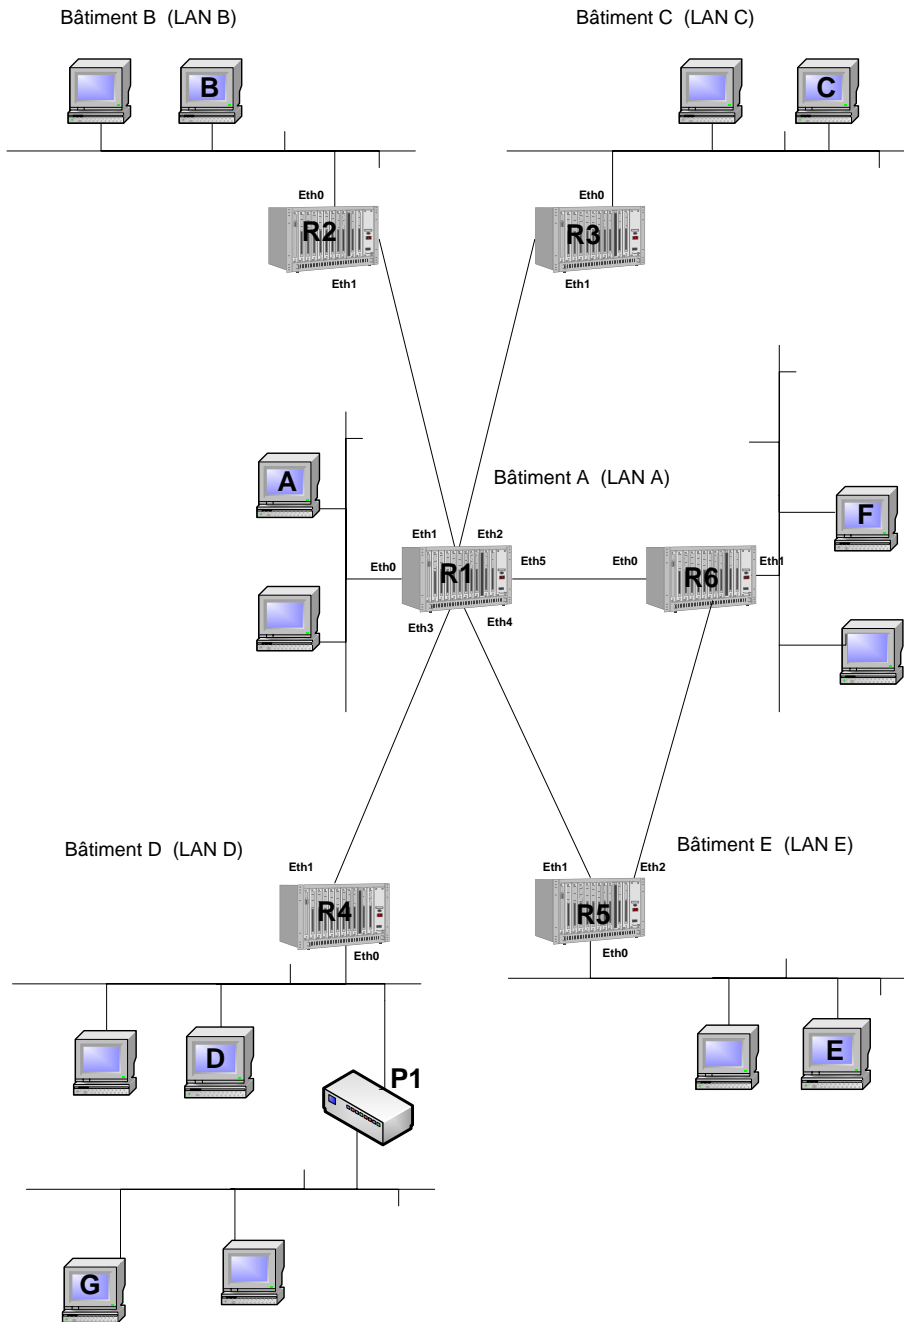 Bâtiment B (LAN B)
Bâtiment C (LAN C)
B
C
Eth0
Eth0
R2
R3
Eth1
Eth1
A
Bâtiment A (LAN A)
F
Eth1
Eth2
Eth0
R1
Eth5
Eth0
R6
Eth1
Eth3
Eth4
Bâtiment D (LAN D)
Bâtiment E (LAN E)
Eth1
Eth1
Eth2
R4
R5
Eth0
Eth0
D
E
P1
G